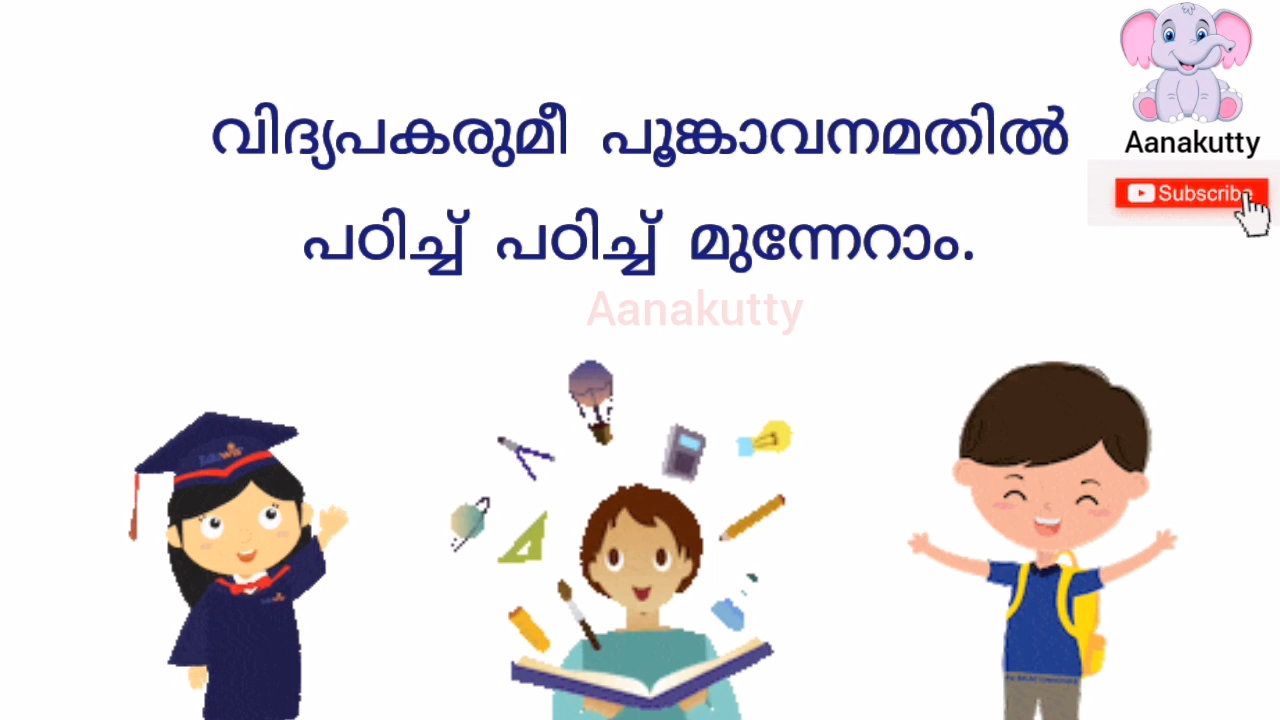 വിദ്യപകരുമീ പൂങ്കാവനമതിൽ
പഠിച്ച് പഠിച്ച് മുന്നേറാം.
Aanakutty
Subscribe
Aanakutty